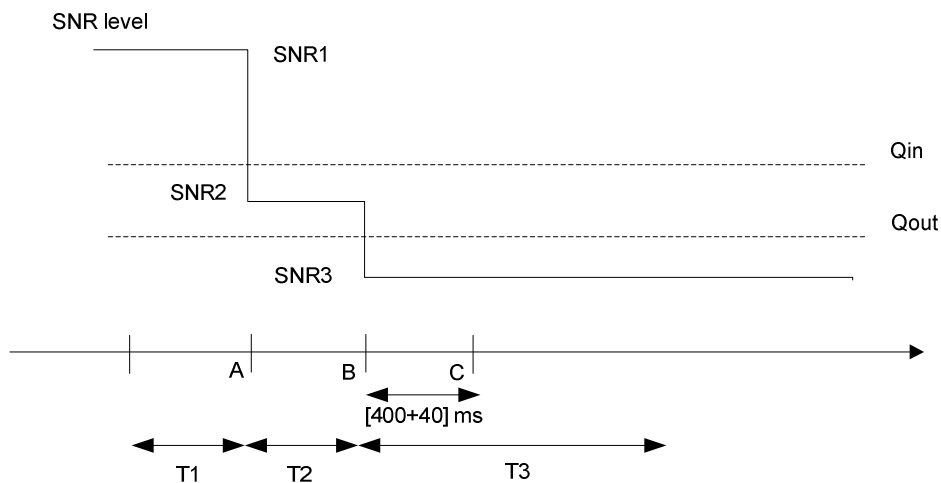 SNR level
SNR1
Qin
SNR2
Qout
SNR3
A
B
C
[400+40] ms
T1
T2
T3